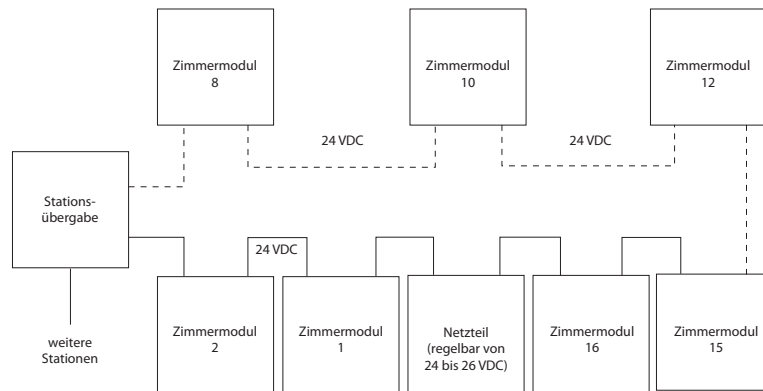 Zimmermodul
8
Zimmermodul
10
Zimmermodul
12
24 VDC
24 VDC
Stations-
übergabe
24 VDC
weitere
Stationen
Zimmermodul
2
Zimmermodul
1
Netzteil
(regelbar von
24 bis 26 VDC)
Zimmermodul
16
Zimmermodul
15